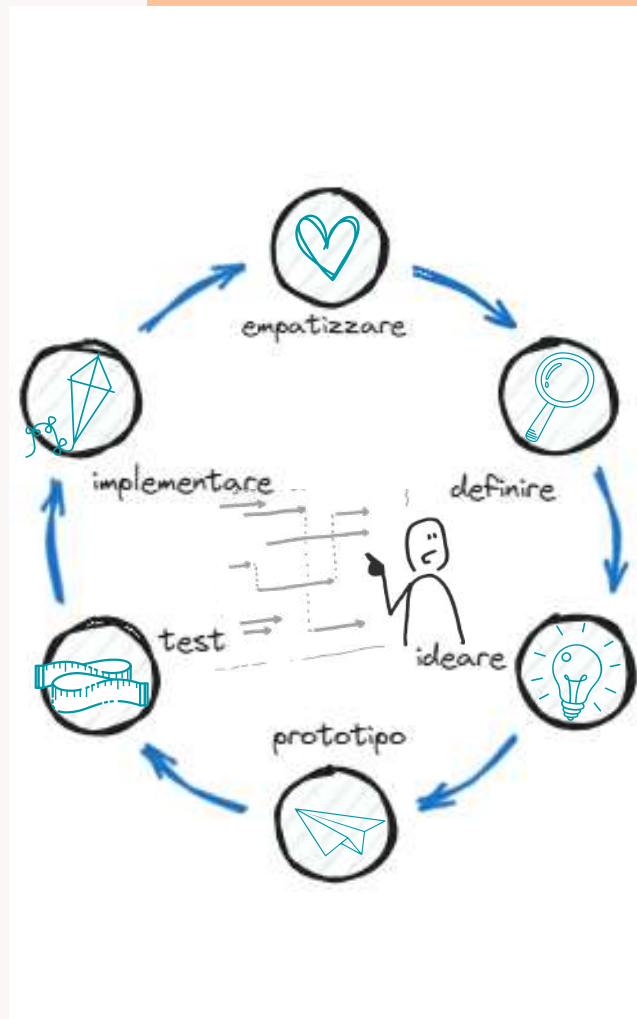 empatizzare
definire
ideare
prototipo
test
implementare